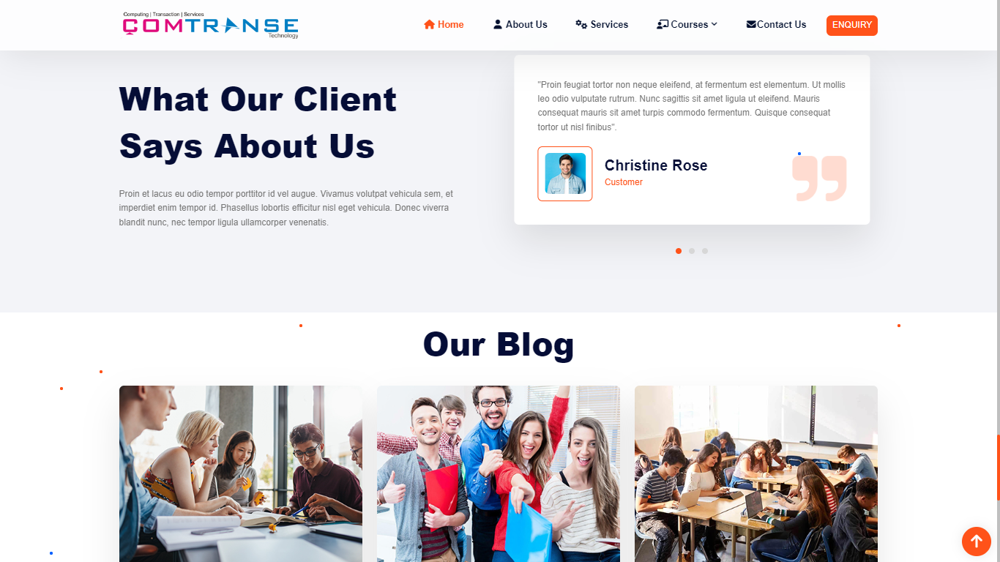 Computing | Transaction | Services
COMTRANSE
Technology
Home
About Us
Services
Courses
Contact Us
ENQUIRY
What Our Client
Says About Us
Proin et lacus eu odio tempor porttitor id vel augue. Vivamus volutpat vehicula sem, et
imperdiet enim tempor id. Phasellus lobortis efficitur nisl eget vehicula. Donec viverra
blandit nunc, nec tempor ligula ullamcorper venenatis.
"Proin feugiat tortor non neque eleifend, at fermentum est elementum. Ut mollis
leo odio vulputate rutrum. Nunc sagittis sit amet ligula ut eleifend. Mauris
consequat mauris sit amet turpis commodo fermentum. Quisque consequat
tortor ut nisl finibus".
Christine Rose
Customer
Our Blog